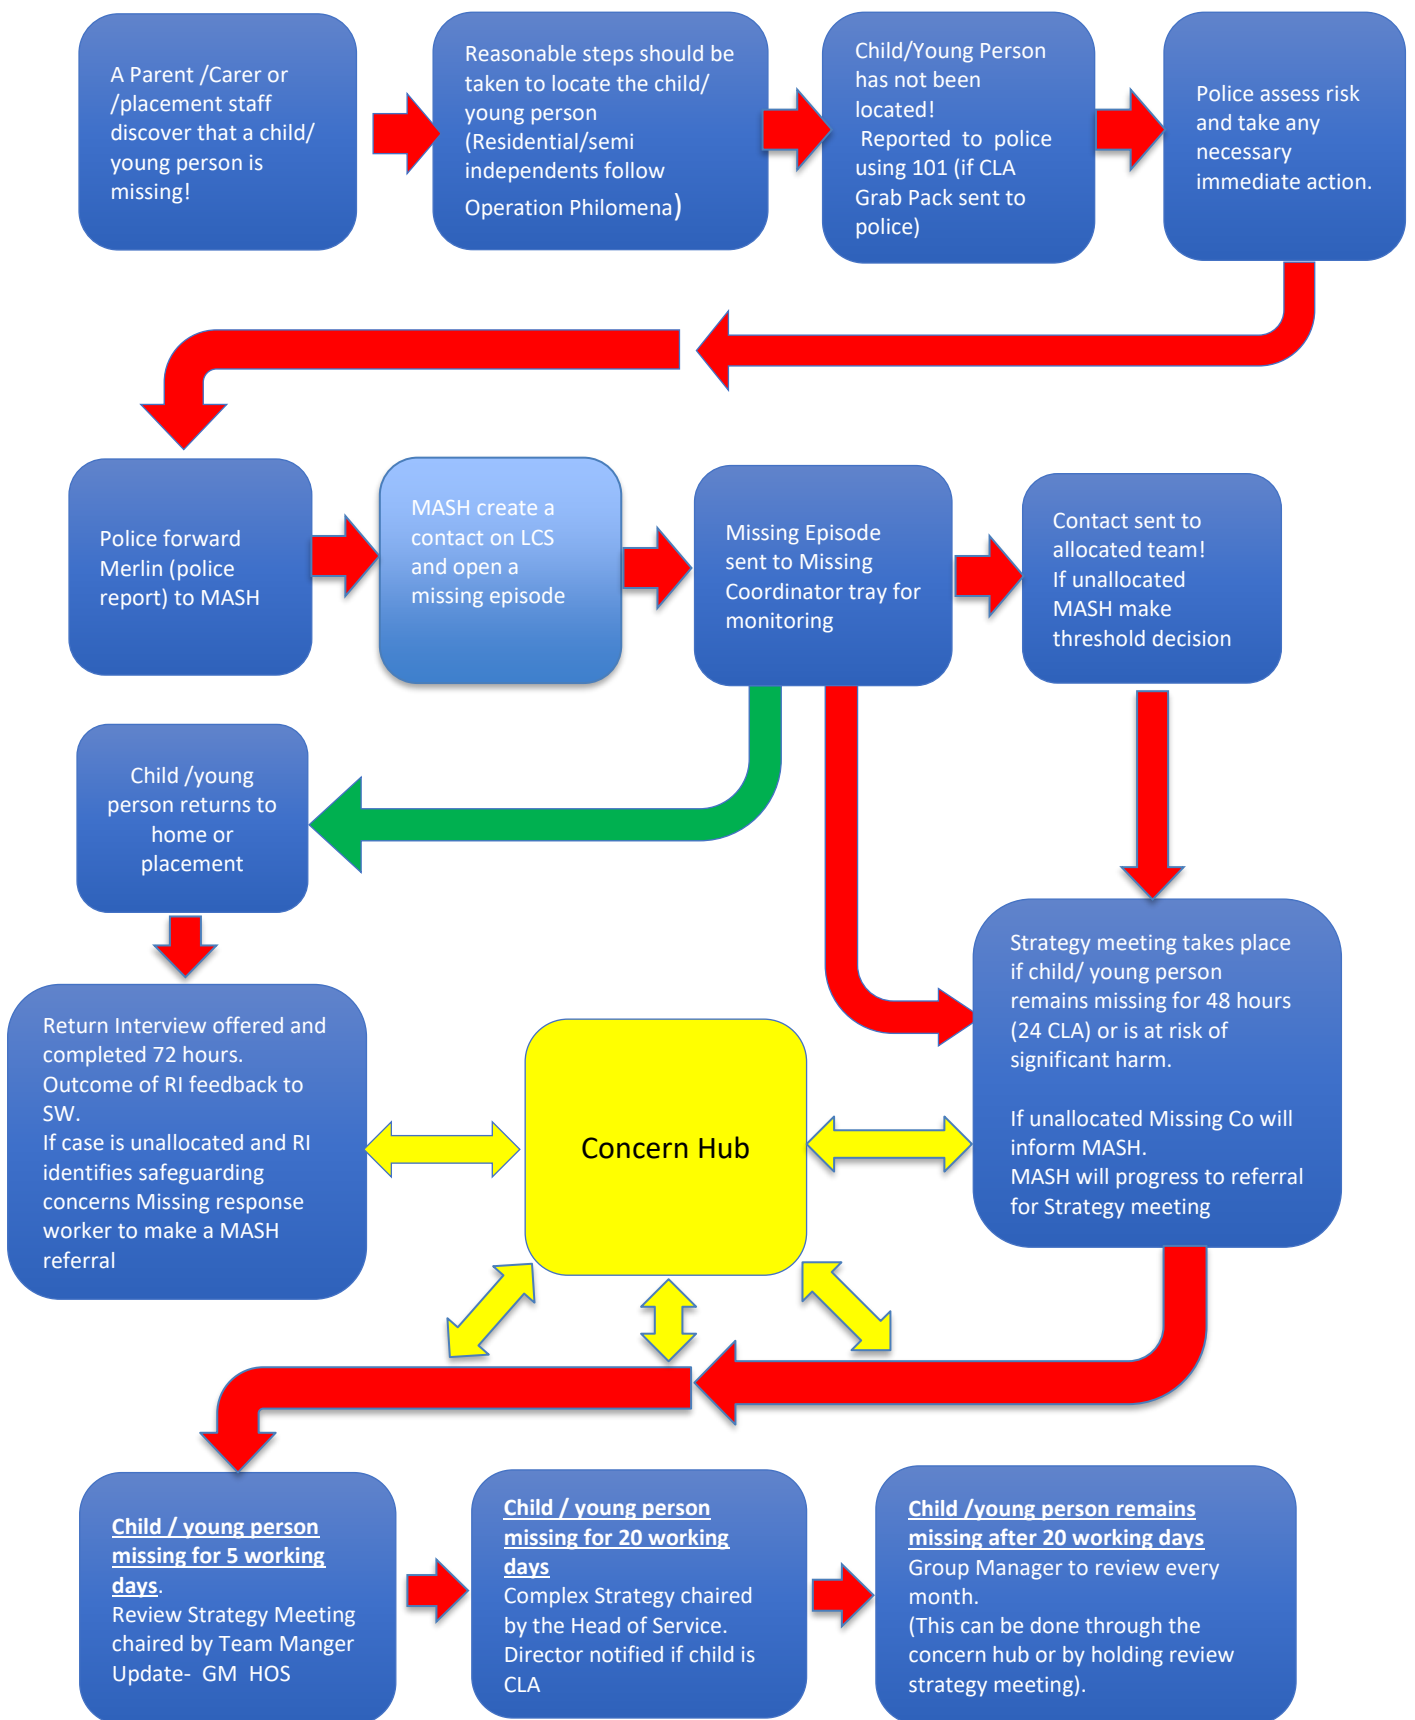 A Parent /Carer or
/placement staff
discover that a child/
young person is
missing!
Reasonable steps should be
taken to locate the child/
young person
(Residential/semi
independents follow
Operation Philomena)
Child/Young Person
has not been
located!
Reported to police
using 101 (if CLA
Grab Pack sent to
police)
Police assess risk
and take any
necessary
immediate action.
Police forward
Merlin (police
report) to MASH
MASH create a
contact on LCS
and open a
missing episode
Missing Episode
sent to Missing
Coordinator tray for
monitoring
Contact sent to
allocated team!
If unallocated
MASH make
threshold decision
Child /young
person returns to
home or
placement
Strategy meeting takes place
if child/ young person
remains missing for 48 hours
(24 CLA) or is at risk of
significant harm.
If unallocated Missing Co will
inform MASH.
MASH will progress to referral
for Strategy meeting
Return Interview offered and
completed 72 hours.
Outcome of RI feedback to
SW.
If case is unallocated and RI
identifies safeguarding
concerns Missing response
worker to make a MASH
referral
Concern Hub
Child / young person
missing for 5 working
days.
Review Strategy Meeting
chaired by Team Manger
Update- GM HOS
Child / young person
missing for 20 working
days
Complex Strategy chaired
by the Head of Service.
Director notified if child is
CLA
Child /young person remains
missing after 20 working days
Group Manager to review every
month.
(This can be done through the
concern hub or by holding review
strategy meeting).